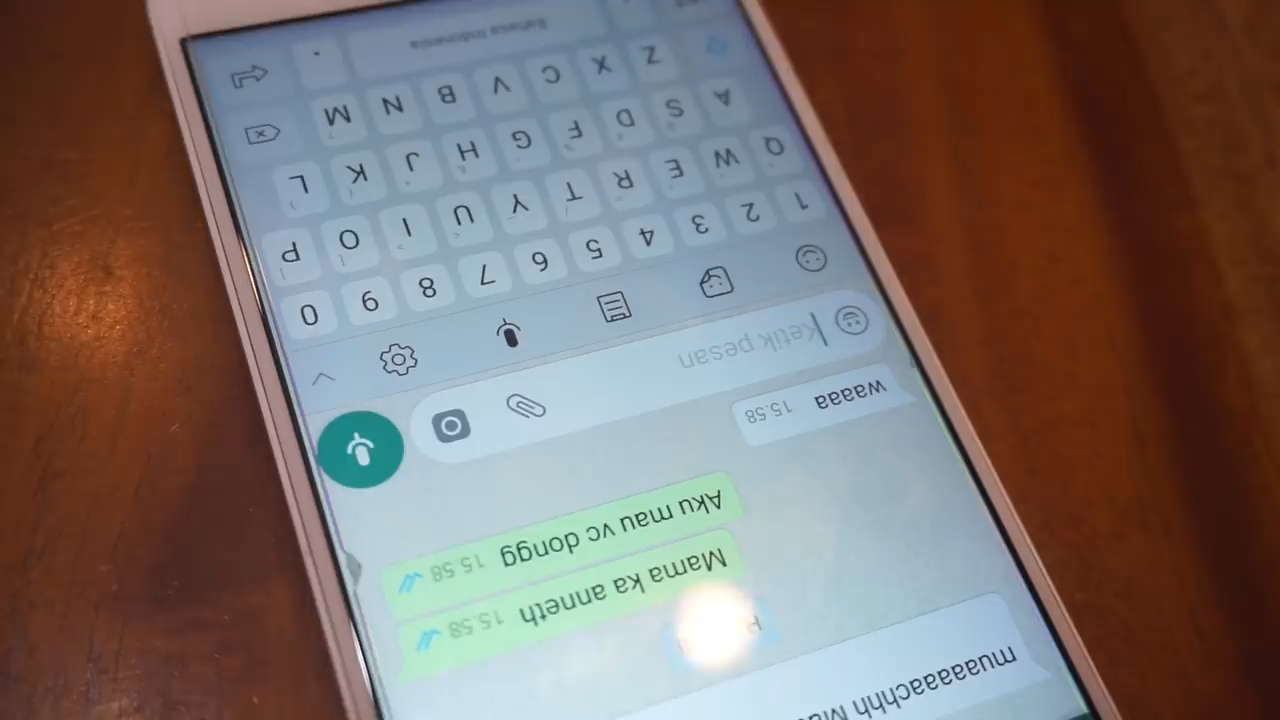 muaaaaachhh
Mama ka anneth 15.58
Aku mau vc dongg 15.58
waaaa 15.58
Ketik pesan
1 2 3 4 5 6 7 8 9 0
Q W E R T Y U I O P
A S D F G H J K L
Z X C V B N M
Bahasa Indonesia .